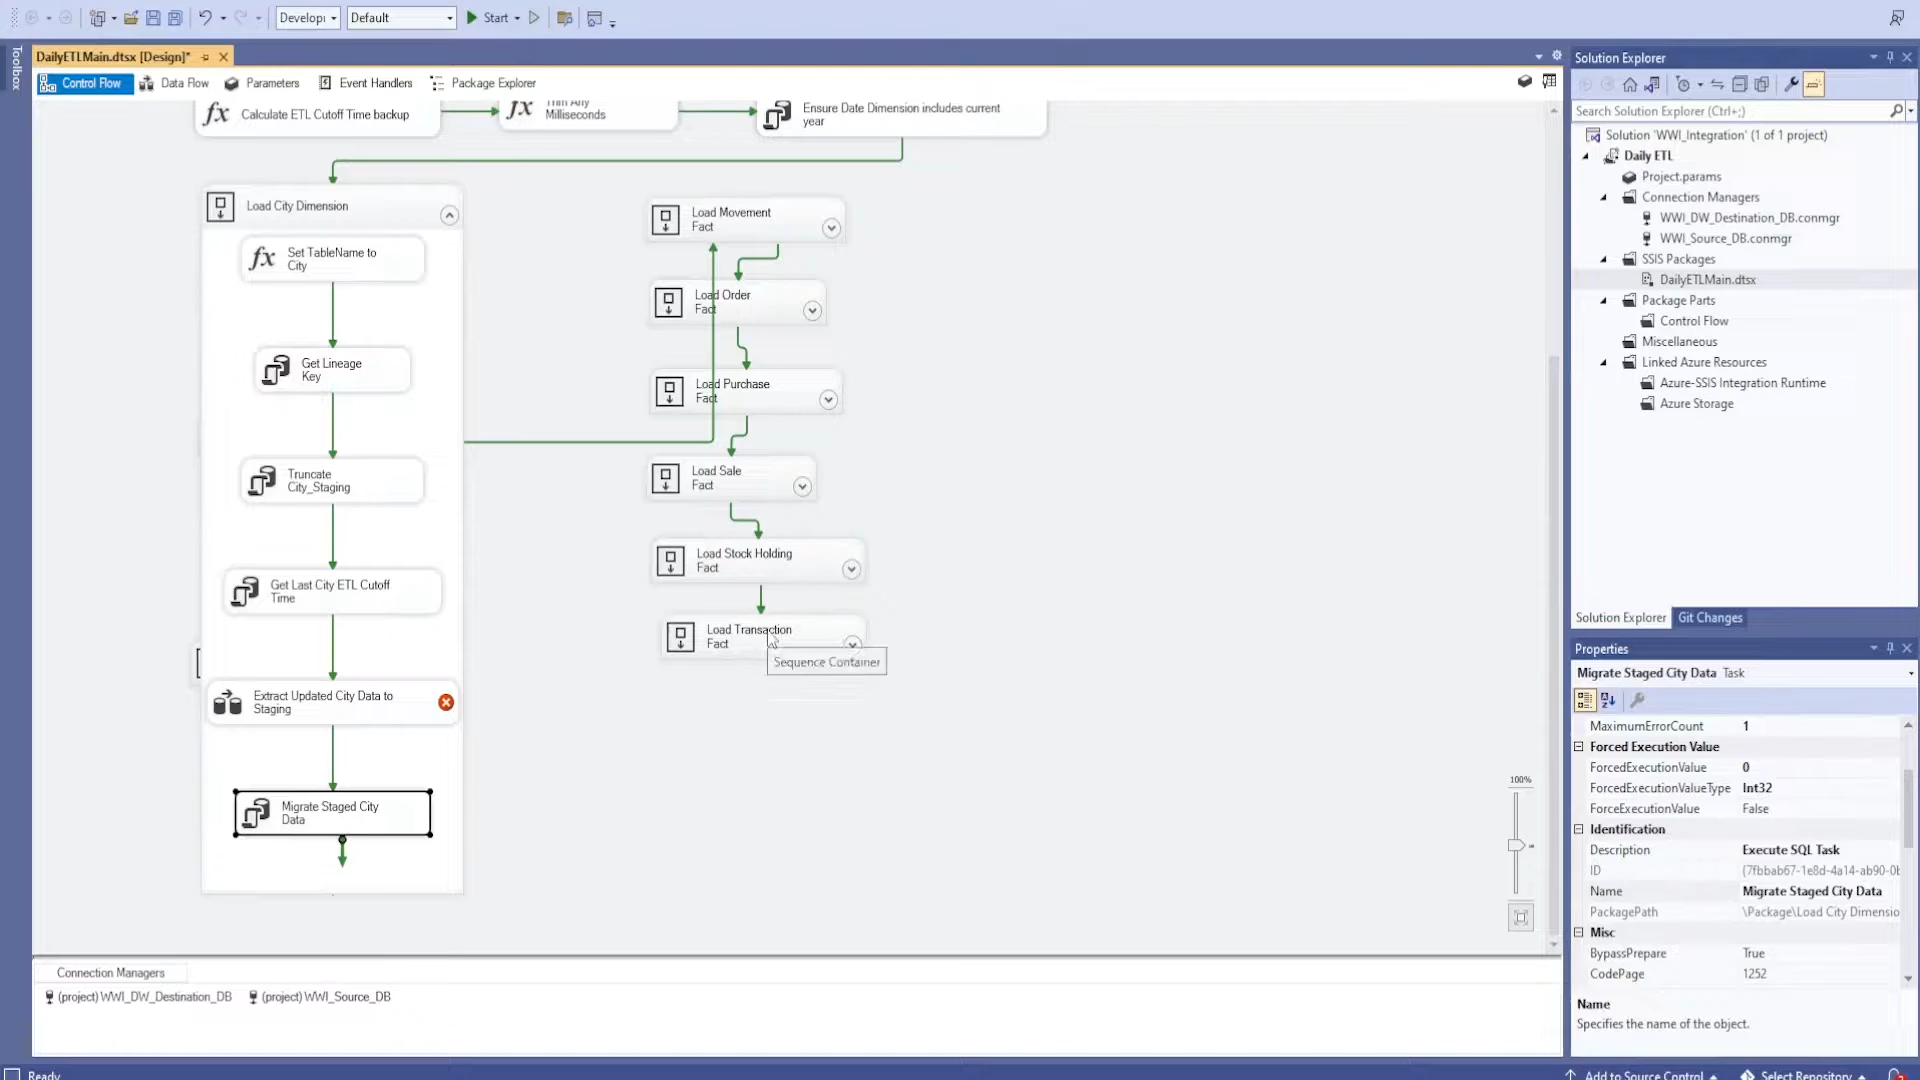 Developi
Default
Start
Toolbox
DailyETLMain.dtsx [Design]*
Control Flow
Data Flow
Parameters
Event Handlers
Package Explorer
Calculate ETL Cutoff Time backup
Trim Any
Milliseconds
Ensure Date Dimension includes current
year
Load City Dimension
Set TableName to
City
Get Lineage
Key
Truncate
City_Staging
Get Last City ETL Cutoff
Time
Extract Updated City Data to
Staging
Migrate Staged City
Data
Load Movement
Fact
Load Order
Fact
Load Purchase
Fact
Load Sale
Fact
Load Stock Holding
Fact
Load Transaction
Fact
Sequence Container
100%
Connection Managers
(project) WWI_DW_Destination_DB
(project) WWI_Source_DB
Solution Explorer
Search Solution Explorer (Ctrl+;)
Solution 'WWI_Integration' (1 of 1 project)
Daily ETL
Project.params
Connection Managers
WWI_DW_Destination_DB.conmgr
WWI_Source_DB.conmgr
SSIS Packages
DailyETLMain.dtsx
Package Parts
Control Flow
Miscellaneous
Linked Azure Resources
Azure-SSIS Integration Runtime
Azure Storage
Solution Explorer
Git Changes
Properties
Migrate Staged City Data Task
MaximumErrorCount 1
Forced Execution Value
ForcedExecutionValue 0
ForcedExecutionValueType Int32
ForceExecutionValue False
Identification
Description Execute SQL Task
ID {7fbbab67-1e8d-4a14-ab90-0b
Name Migrate Staged City Data
PackagePath \Package\Load City Dimensio
Misc
BypassPrepare True
CodePage 1252
Name
Specifies the name of the object.
Ready
Add to Source Control
Select Repository